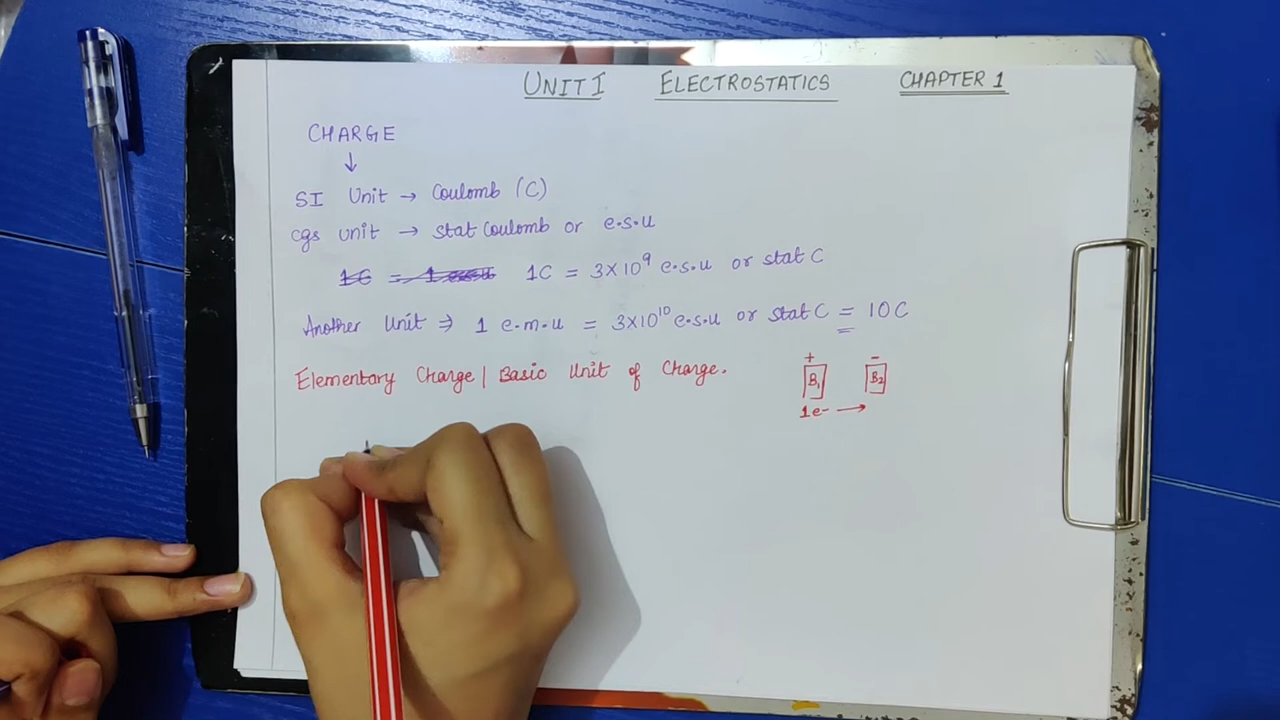 UNIT I ELECTROSTATICS CHAPTER 1
CHARGE
↓
SI Unit → Coulomb (C)
cgs unit → stat Coulomb or e.s.u
1C = 3×10⁹ e.s.u or stat C
Another Unit ⇒ 1 e.m.u = 3×10¹⁰ e.s.u or stat C = 10C
Elementary Charge | Basic Unit of Charge.
+ -
B₁ B₂
1e- →